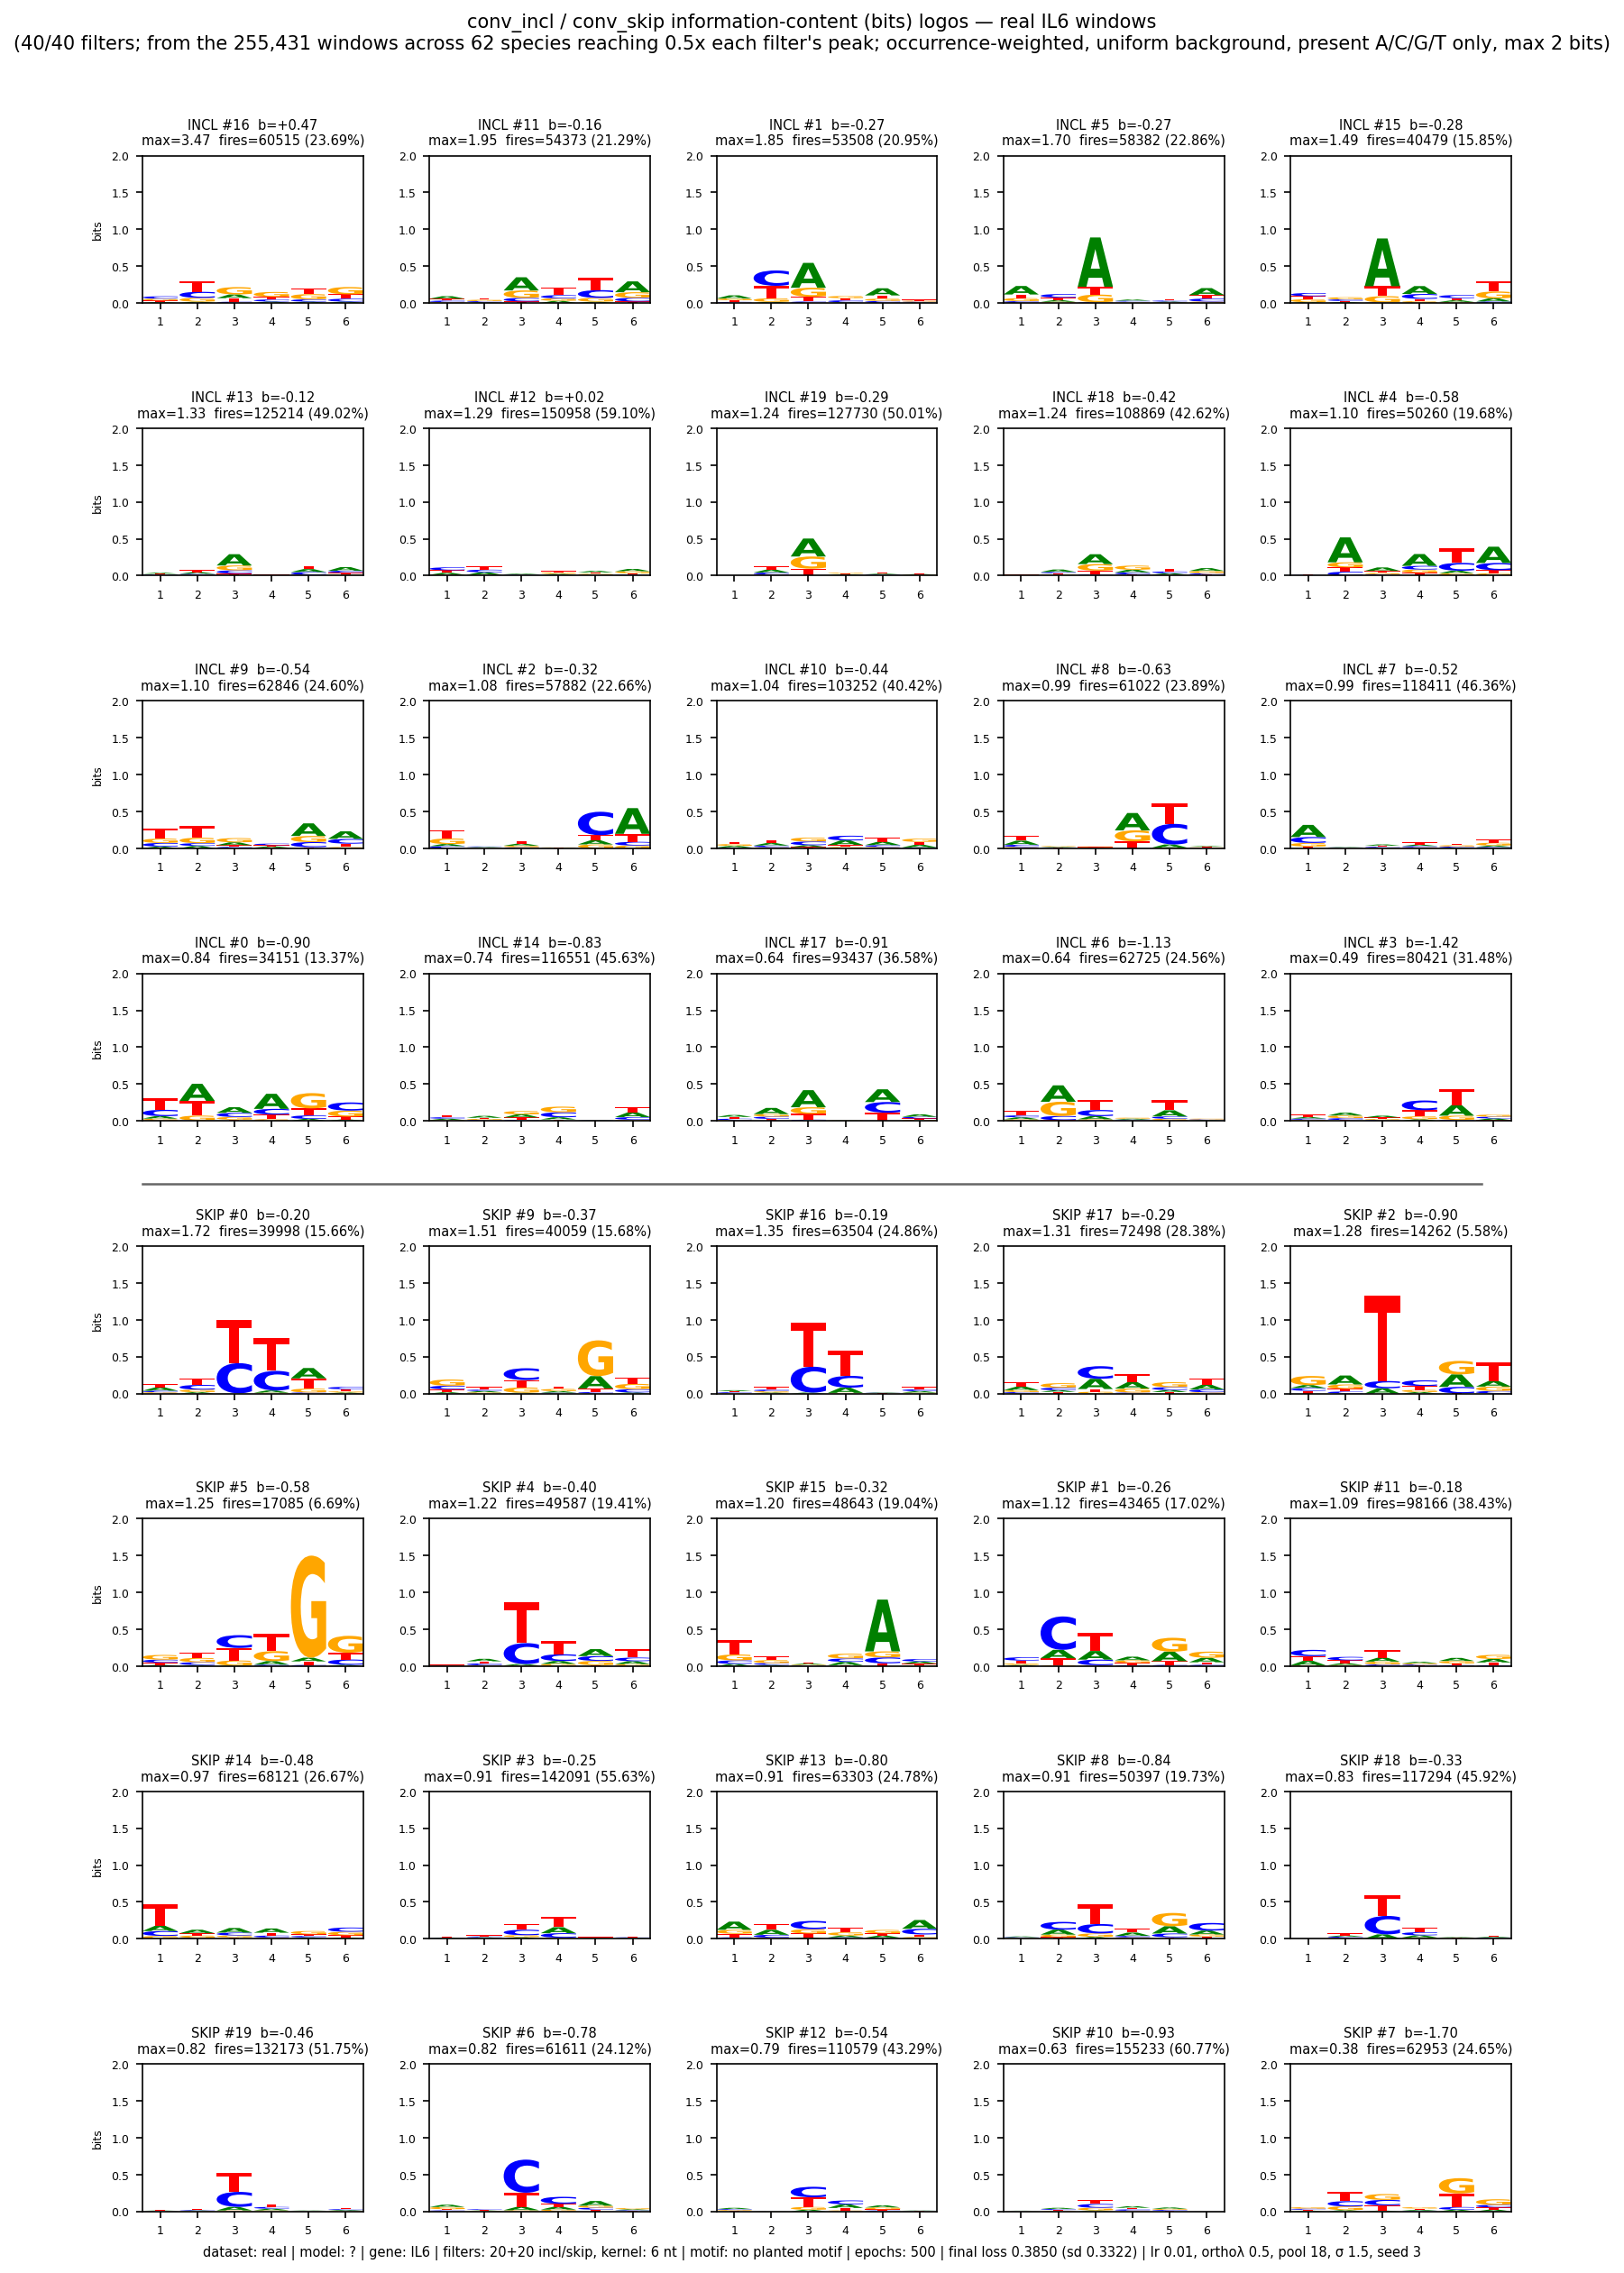 conv_incl / conv_skip information-content (bits) logos — real IL6 windows
(40/40 filters; from the 255,431 windows across 62 species reaching 0.5x each filter's peak; occurrence-weighted, uniform background, present A/C/G/T only, max 2 bits)
INCL #16 b=+0.47
max=3.47 fires=60515 (23.69%)
INCL #11 b=-0.16
max=1.95 fires=54373 (21.29%)
INCL #1 b=-0.27
max=1.85 fires=53508 (20.95%)
INCL #5 b=-0.27
max=1.70 fires=58382 (22.86%)
INCL #15 b=-0.28
max=1.49 fires=40479 (15.85%)
INCL #13 b=-0.12
max=1.33 fires=125214 (49.02%)
INCL #12 b=+0.02
max=1.29 fires=150958 (59.10%)
INCL #19 b=-0.29
max=1.24 fires=127730 (50.01%)
INCL #18 b=-0.42
max=1.24 fires=108869 (42.62%)
INCL #4 b=-0.58
max=1.10 fires=50260 (19.68%)
INCL #9 b=-0.54
max=1.10 fires=62846 (24.60%)
INCL #2 b=-0.32
max=1.08 fires=57882 (22.66%)
INCL #10 b=-0.44
max=1.04 fires=103252 (40.42%)
INCL #8 b=-0.63
max=0.99 fires=61022 (23.89%)
INCL #7 b=-0.52
max=0.99 fires=118411 (46.36%)
INCL #0 b=-0.90
max=0.84 fires=34151 (13.37%)
INCL #14 b=-0.83
max=0.74 fires=116551 (45.63%)
INCL #17 b=-0.91
max=0.64 fires=93437 (36.58%)
INCL #6 b=-1.13
max=0.64 fires=62725 (24.56%)
INCL #3 b=-1.42
max=0.49 fires=80421 (31.48%)
SKIP #0 b=-0.20
max=1.72 fires=39998 (15.66%)
SKIP #9 b=-0.37
max=1.51 fires=40059 (15.68%)
SKIP #16 b=-0.19
max=1.35 fires=63504 (24.86%)
SKIP #17 b=-0.29
max=1.31 fires=72498 (28.38%)
SKIP #2 b=-0.90
max=1.28 fires=14262 (5.58%)
SKIP #5 b=-0.58
max=1.25 fires=17085 (6.69%)
SKIP #4 b=-0.40
max=1.22 fires=49587 (19.41%)
SKIP #15 b=-0.32
max=1.20 fires=48643 (19.04%)
SKIP #1 b=-0.26
max=1.12 fires=43465 (17.02%)
SKIP #11 b=-0.18
max=1.09 fires=98166 (38.43%)
SKIP #14 b=-0.48
max=0.97 fires=68121 (26.67%)
SKIP #3 b=-0.25
max=0.91 fires=142091 (55.63%)
SKIP #13 b=-0.80
max=0.91 fires=63303 (24.78%)
SKIP #8 b=-0.84
max=0.91 fires=50397 (19.73%)
SKIP #18 b=-0.33
max=0.83 fires=117294 (45.92%)
SKIP #19 b=-0.46
max=0.82 fires=132173 (51.75%)
SKIP #6 b=-0.78
max=0.82 fires=61611 (24.12%)
SKIP #12 b=-0.54
max=0.79 fires=110579 (43.29%)
SKIP #10 b=-0.93
max=0.63 fires=155233 (60.77%)
SKIP #7 b=-1.70
max=0.38 fires=62953 (24.65%)
dataset: real | model: ? | gene: IL6 | filters: 20+20 incl/skip, kernel: 6 nt | motif: no planted motif | epochs: 500 | final loss 0.3850 (sd 0.3322) | lr 0.01, orthoλ 0.5, pool 18, σ 1.5, seed 3